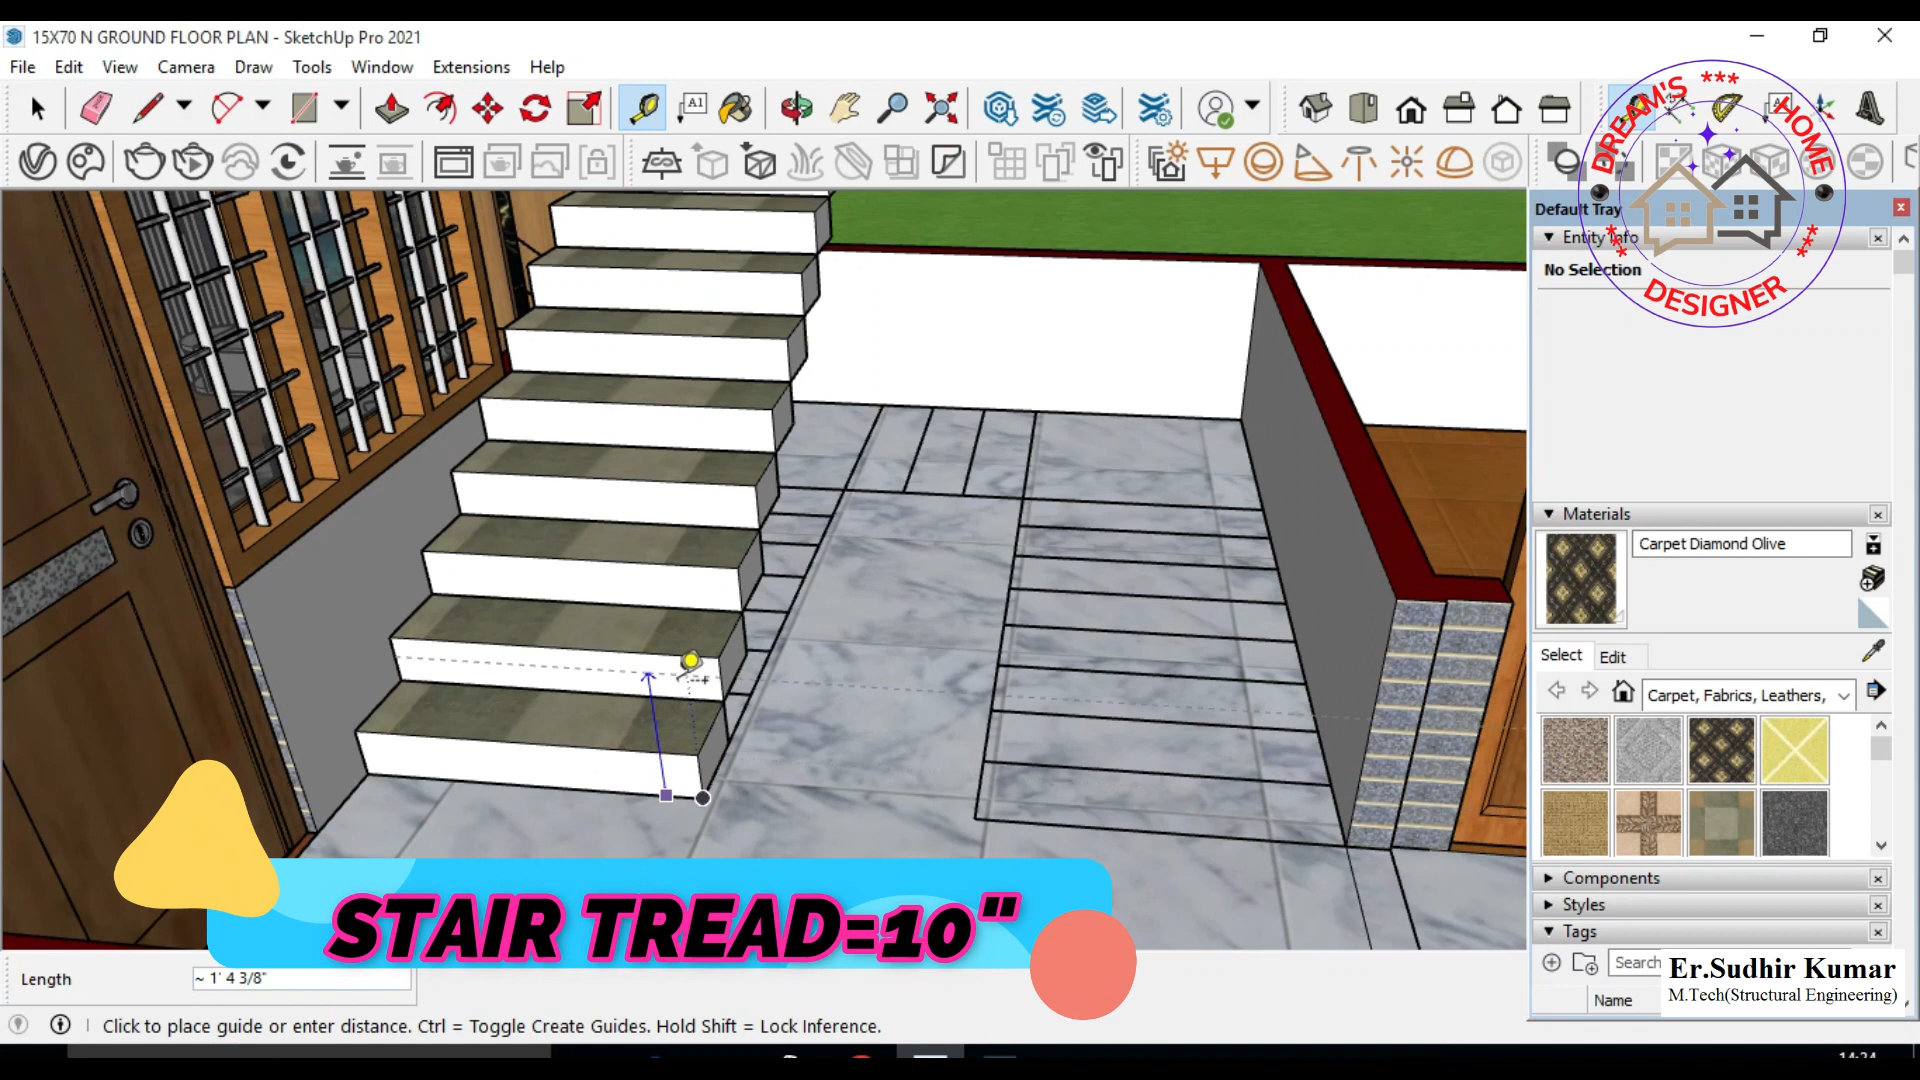 15X70 N GROUND FLOOR PLAN - SketchUp Pro 2021
File Edit View Camera Draw Tools Window Extensions Help
A1
DREAM'S *** HOME
*** DESIGNER ***
Default Tray
Entity Info
No Selection
Materials
Carpet Diamond Olive
Select Edit
Carpet, Fabrics, Leathers,
Components
Styles
Tags
Search
Name
STAIR TREAD=10"
Er.Sudhir Kumar
M.Tech(Structural Engineering)
Length ~ 1' 4 3/8"
Click to place guide or enter distance. Ctrl = Toggle Create Guides. Hold Shift = Lock Inference.